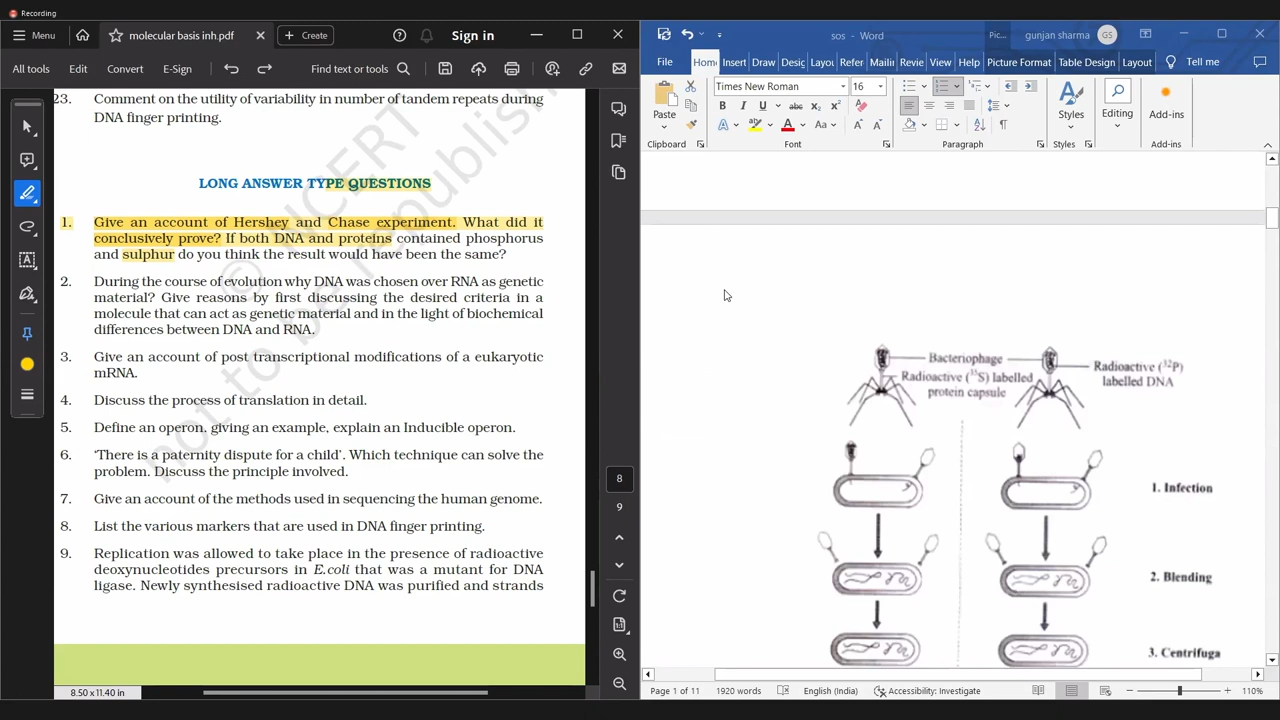 Recording
Menu
molecular basis inh.pdf
Create
Sign in
All tools
Edit
Convert
E-Sign
Find text or tools
23. Comment on the utility of variability in number of tandem repeats during
DNA finger printing.
LONG ANSWER TYPE QUESTIONS
1. Give an account of Hershey and Chase experiment. What did it
conclusively prove? If both DNA and proteins contained phosphorus
and sulphur do you think the result would have been the same?
2. During the course of evolution why DNA was chosen over RNA as genetic
material? Give reasons by first discussing the desired criteria in a
molecule that can act as genetic material and in the light of biochemical
differences between DNA and RNA.
3. Give an account of post transcriptional modifications of a eukaryotic
mRNA.
4. Discuss the process of translation in detail.
5. Define an operon. giving an example, explain an Inducible operon.
6. ‘There is a paternity dispute for a child’. Which technique can solve the
problem. Discuss the principle involved.
7. Give an account of the methods used in sequencing the human genome.
8. List the various markers that are used in DNA finger printing.
9. Replication was allowed to take place in the presence of radioactive
deoxynucleotides precursors in E.coli that was a mutant for DNA
ligase. Newly synthesised radioactive DNA was purified and strands
© NCERT
not to be republish
8.50 x 11.40 in
8
9
sos - Word
Pic...
gunjan sharma
GS
File
Home
Insert
Draw
Desig
Layou
Refer
Mailin
Revie
View
Help
Picture Format
Table Design
Layout
Tell me
Paste
Clipboard
Times New Roman
16
Font
Paragraph
Styles
Styles
Editing
Add-ins
Add-ins
Bacteriophage
Radioactive (35S) labelled
protein capsule
Radioactive (32P)
labelled DNA
1. Infection
2. Blending
3. Centrifuga
Page 1 of 11
1920 words
English (India)
Accessibility: Investigate
110%